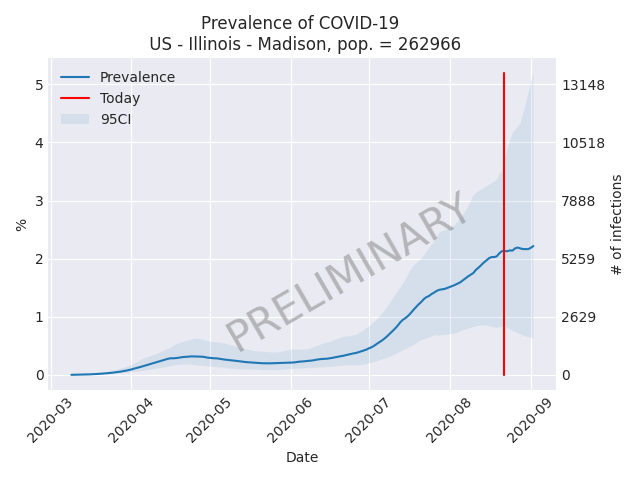 Prevalence of COVID-19
US - Illinois - Madison, pop. = 262966
Prevalence
Today
95CI
PRELIMINARY
%
5
4
3
2
1
0
13148
10518
7888
5259
2629
0
# of infections
2020-03
2020-04
2020-05
2020-06
2020-07
2020-08
2020-09
Date